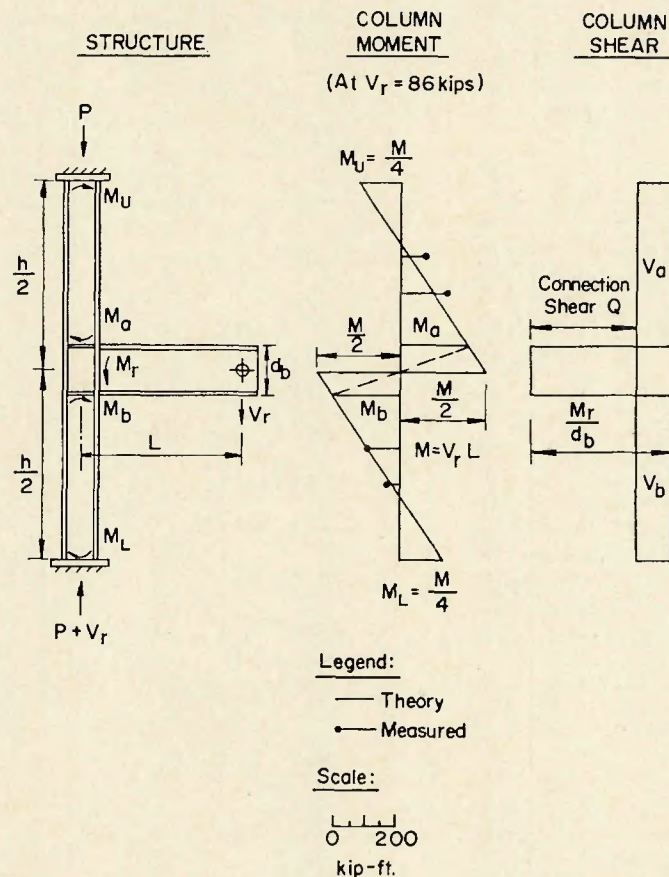 STRUCTURE
COLUMN
MOMENT
(At Vr = 86 kips)
COLUMN
SHEAR
P
MU
h/2
Ma
Mr
db
Mb
Vr
L
h/2
ML
P + Vr
MU = M/4
M/2
Ma
Mb
M/2
M = Vr L
ML = M/4
Va
Connection
Shear Q
Mr/db
Vb
Legend:
Theory
Measured
Scale:
0 200
kip-ft.